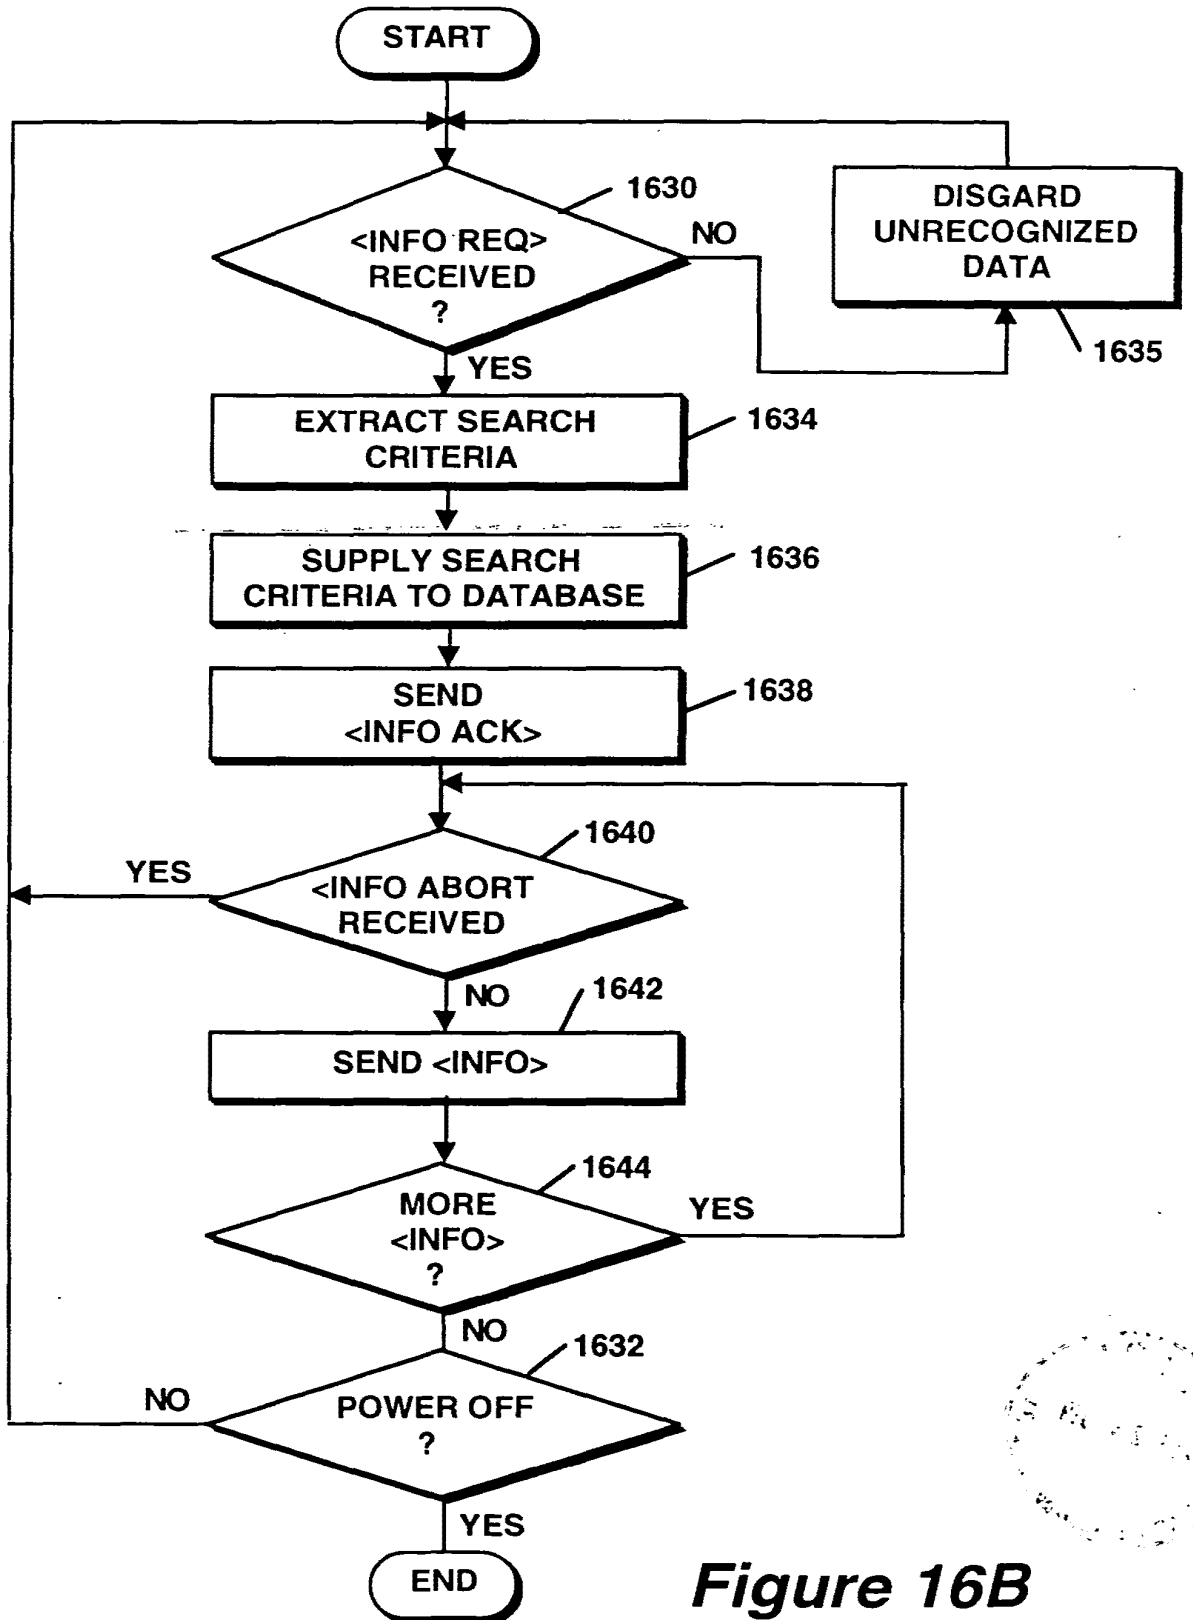 START
1630
<INFO REQ>
RECEIVED
?
NO
DISGARD
UNRECOGNIZED
DATA
1635
YES
EXTRACT SEARCH
CRITERIA
1634
SUPPLY SEARCH
CRITERIA TO DATABASE
1636
SEND
<INFO ACK>
1638
1640
YES
<INFO ABORT
RECEIVED
NO
1642
SEND <INFO>
1644
MORE
<INFO>
?
YES
NO
1632
NO
POWER OFF
?
YES
END
Figure 16B